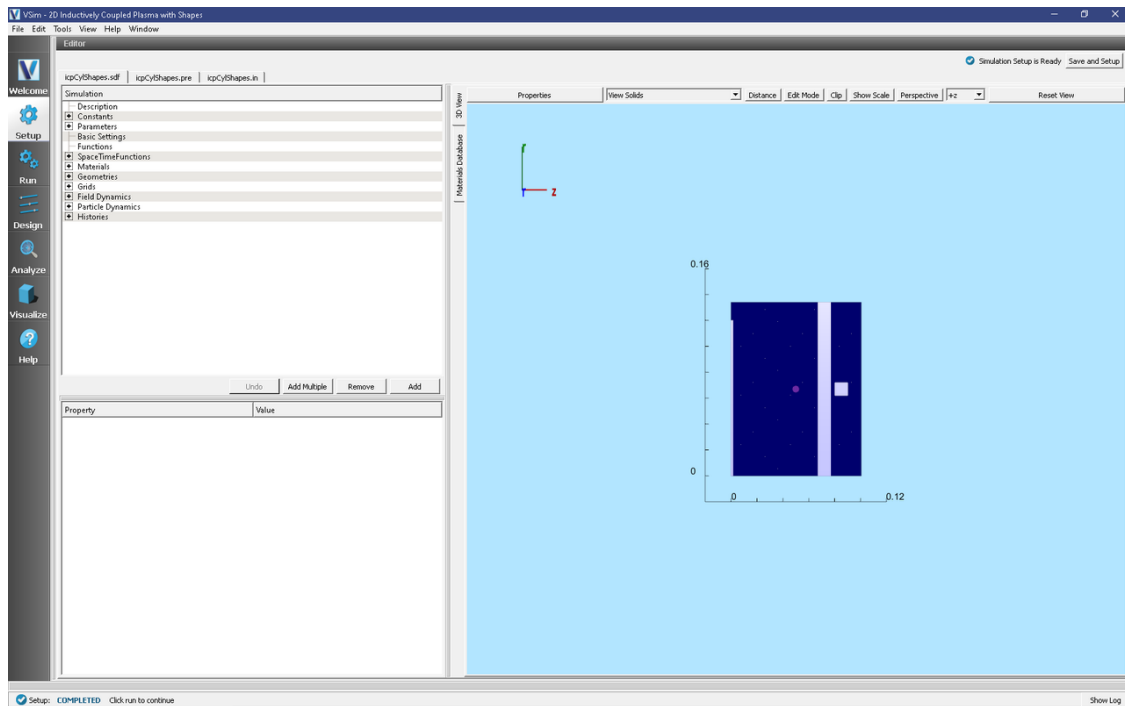 VSim - 2D Inductively Coupled Plasma with Shapes
File Edit Tools View Help Window
Editor
Simulation Setup is Ready Save and Setup
Welcome
Setup
Run
Design
Analyze
Visualize
Help
icpCylShapes.sdf icpCylShapes.pre icpCylShapes.in
Simulation
Description
Constants
Parameters
Basic Settings
Functions
SpaceTimeFunctions
Materials
Geometries
Grids
Field Dynamics
Particle Dynamics
Histories
Undo Add Multiple Remove Add
Property Value
3D View
Materials Database
Properties View Solids Distance Edit Mode Clip Show Scale Perspective +z Reset View
r
Z
0.16
0
0 0.12
Setup: COMPLETED Click run to continue Show Log